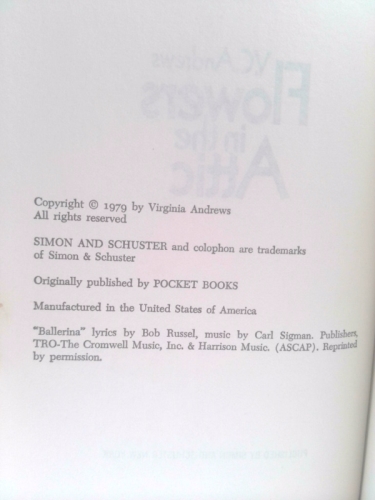 VC Andrews
Flowers
in the
Attic
Copyright © 1979 by Virginia Andrews
All rights reserved
SIMON AND SCHUSTER and colophon are trademarks
of Simon & Schuster
Originally published by POCKET BOOKS
Manufactured in the United States of America
"Ballerina" lyrics by Bob Russel, music by Carl Sigman. Publishers,
TRO-The Cromwell Music, Inc. & Harrison Music. (ASCAP). Reprinted
by permission.